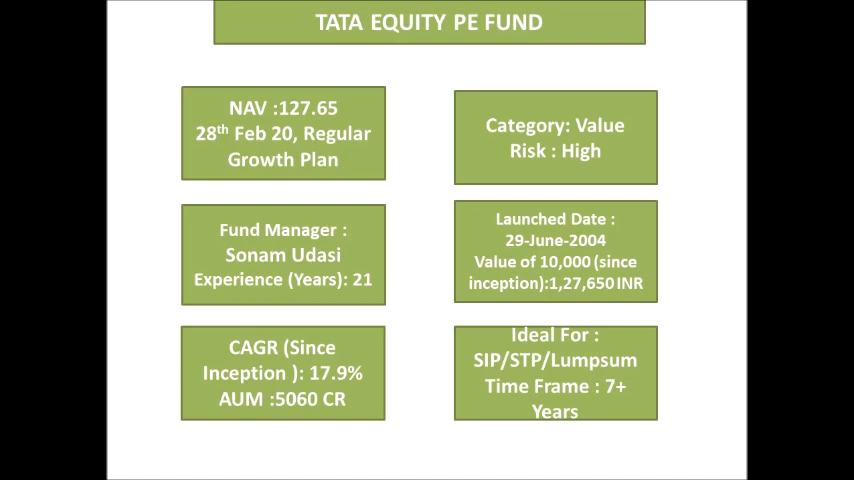 TATA EQUITY PE FUND
NAV :127.65
28th Feb 20, Regular
Growth Plan
Category: Value
Risk : High
Fund Manager :
Sonam Udasi
Experience (Years): 21
Launched Date :
29-June-2004
Value of 10,000 (since
inception):1,27,650 INR
CAGR (Since
Inception ): 17.9%
AUM :5060 CR
Ideal For :
SIP/STP/Lumpsum
Time Frame : 7+
Years